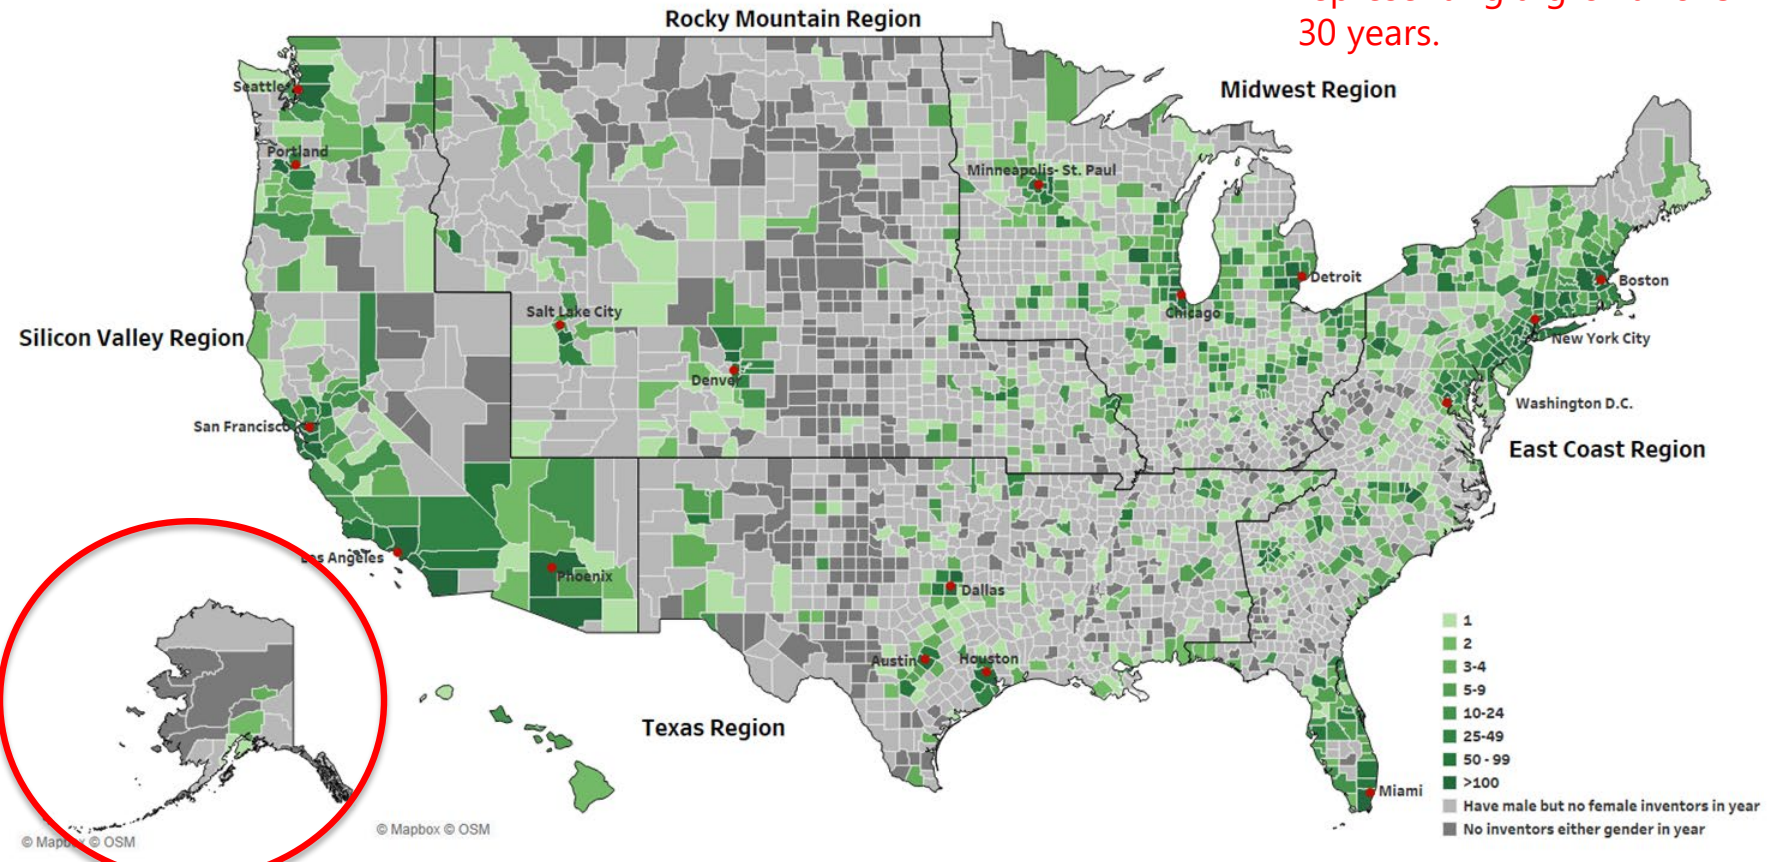 30 years.
Rocky Mountain Region
Midwest Region
Seattle
Portland
Minneapolis- St. Paul
Detroit
Boston
Chicago
Salt Lake City
New York City
Silicon Valley Region
Denver
San Francisco
Washington D.C.
East Coast Region
Los Angeles
Phoenix
Dallas
Austin
Houston
Texas Region
Miami
1
2
3-4
5-9
10-24
25-49
50 - 99
>100
Have male but no female inventors in year
No inventors either gender in year
© Mapbox © OSM
© Mapbox © OSM